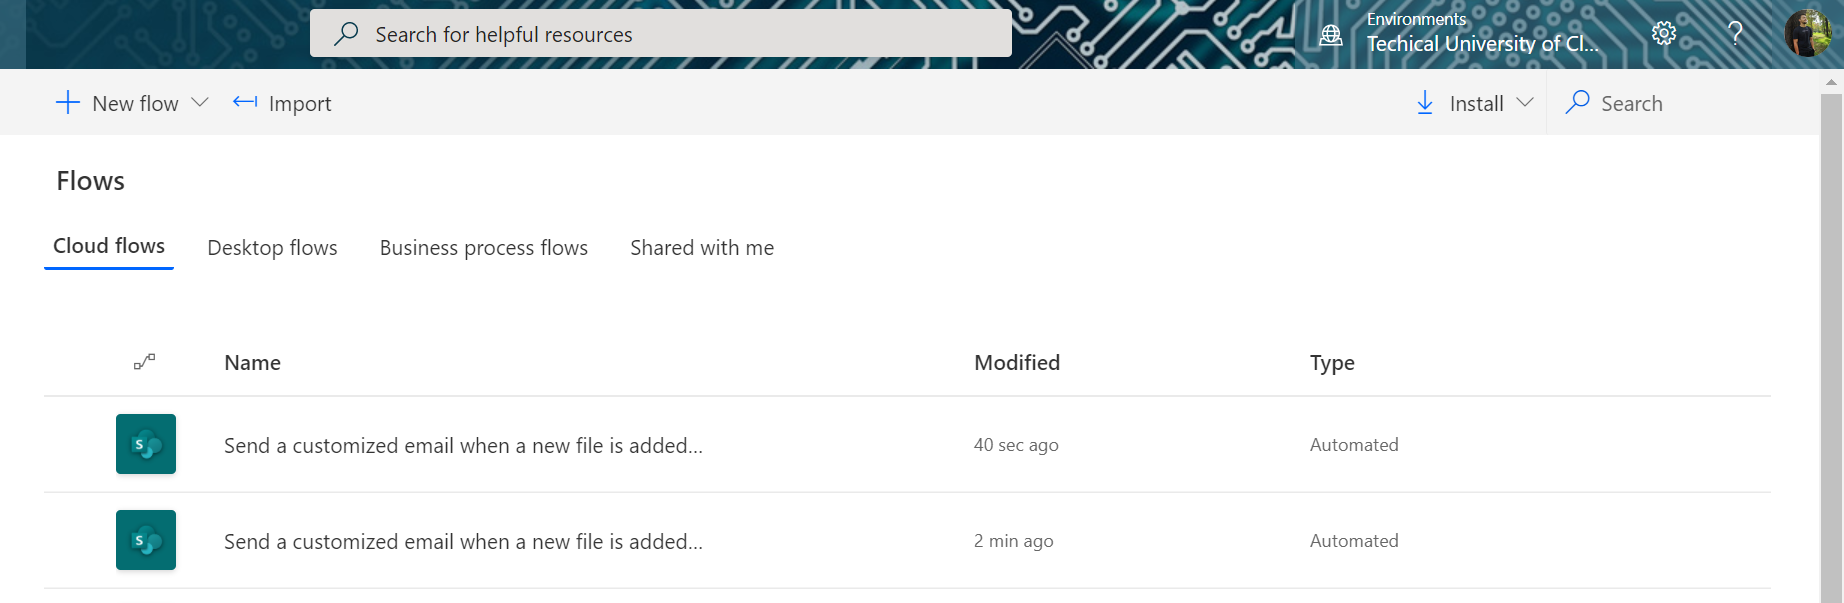 Search for helpful resources
Environments
Techical University of Cl...
?
New flow
Import
Install
Search
Flows
Cloud flows
Desktop flows
Business process flows
Shared with me
Name
Modified
Type
S
Send a customized email when a new file is added...
40 sec ago
Automated
S
Send a customized email when a new file is added...
2 min ago
Automated